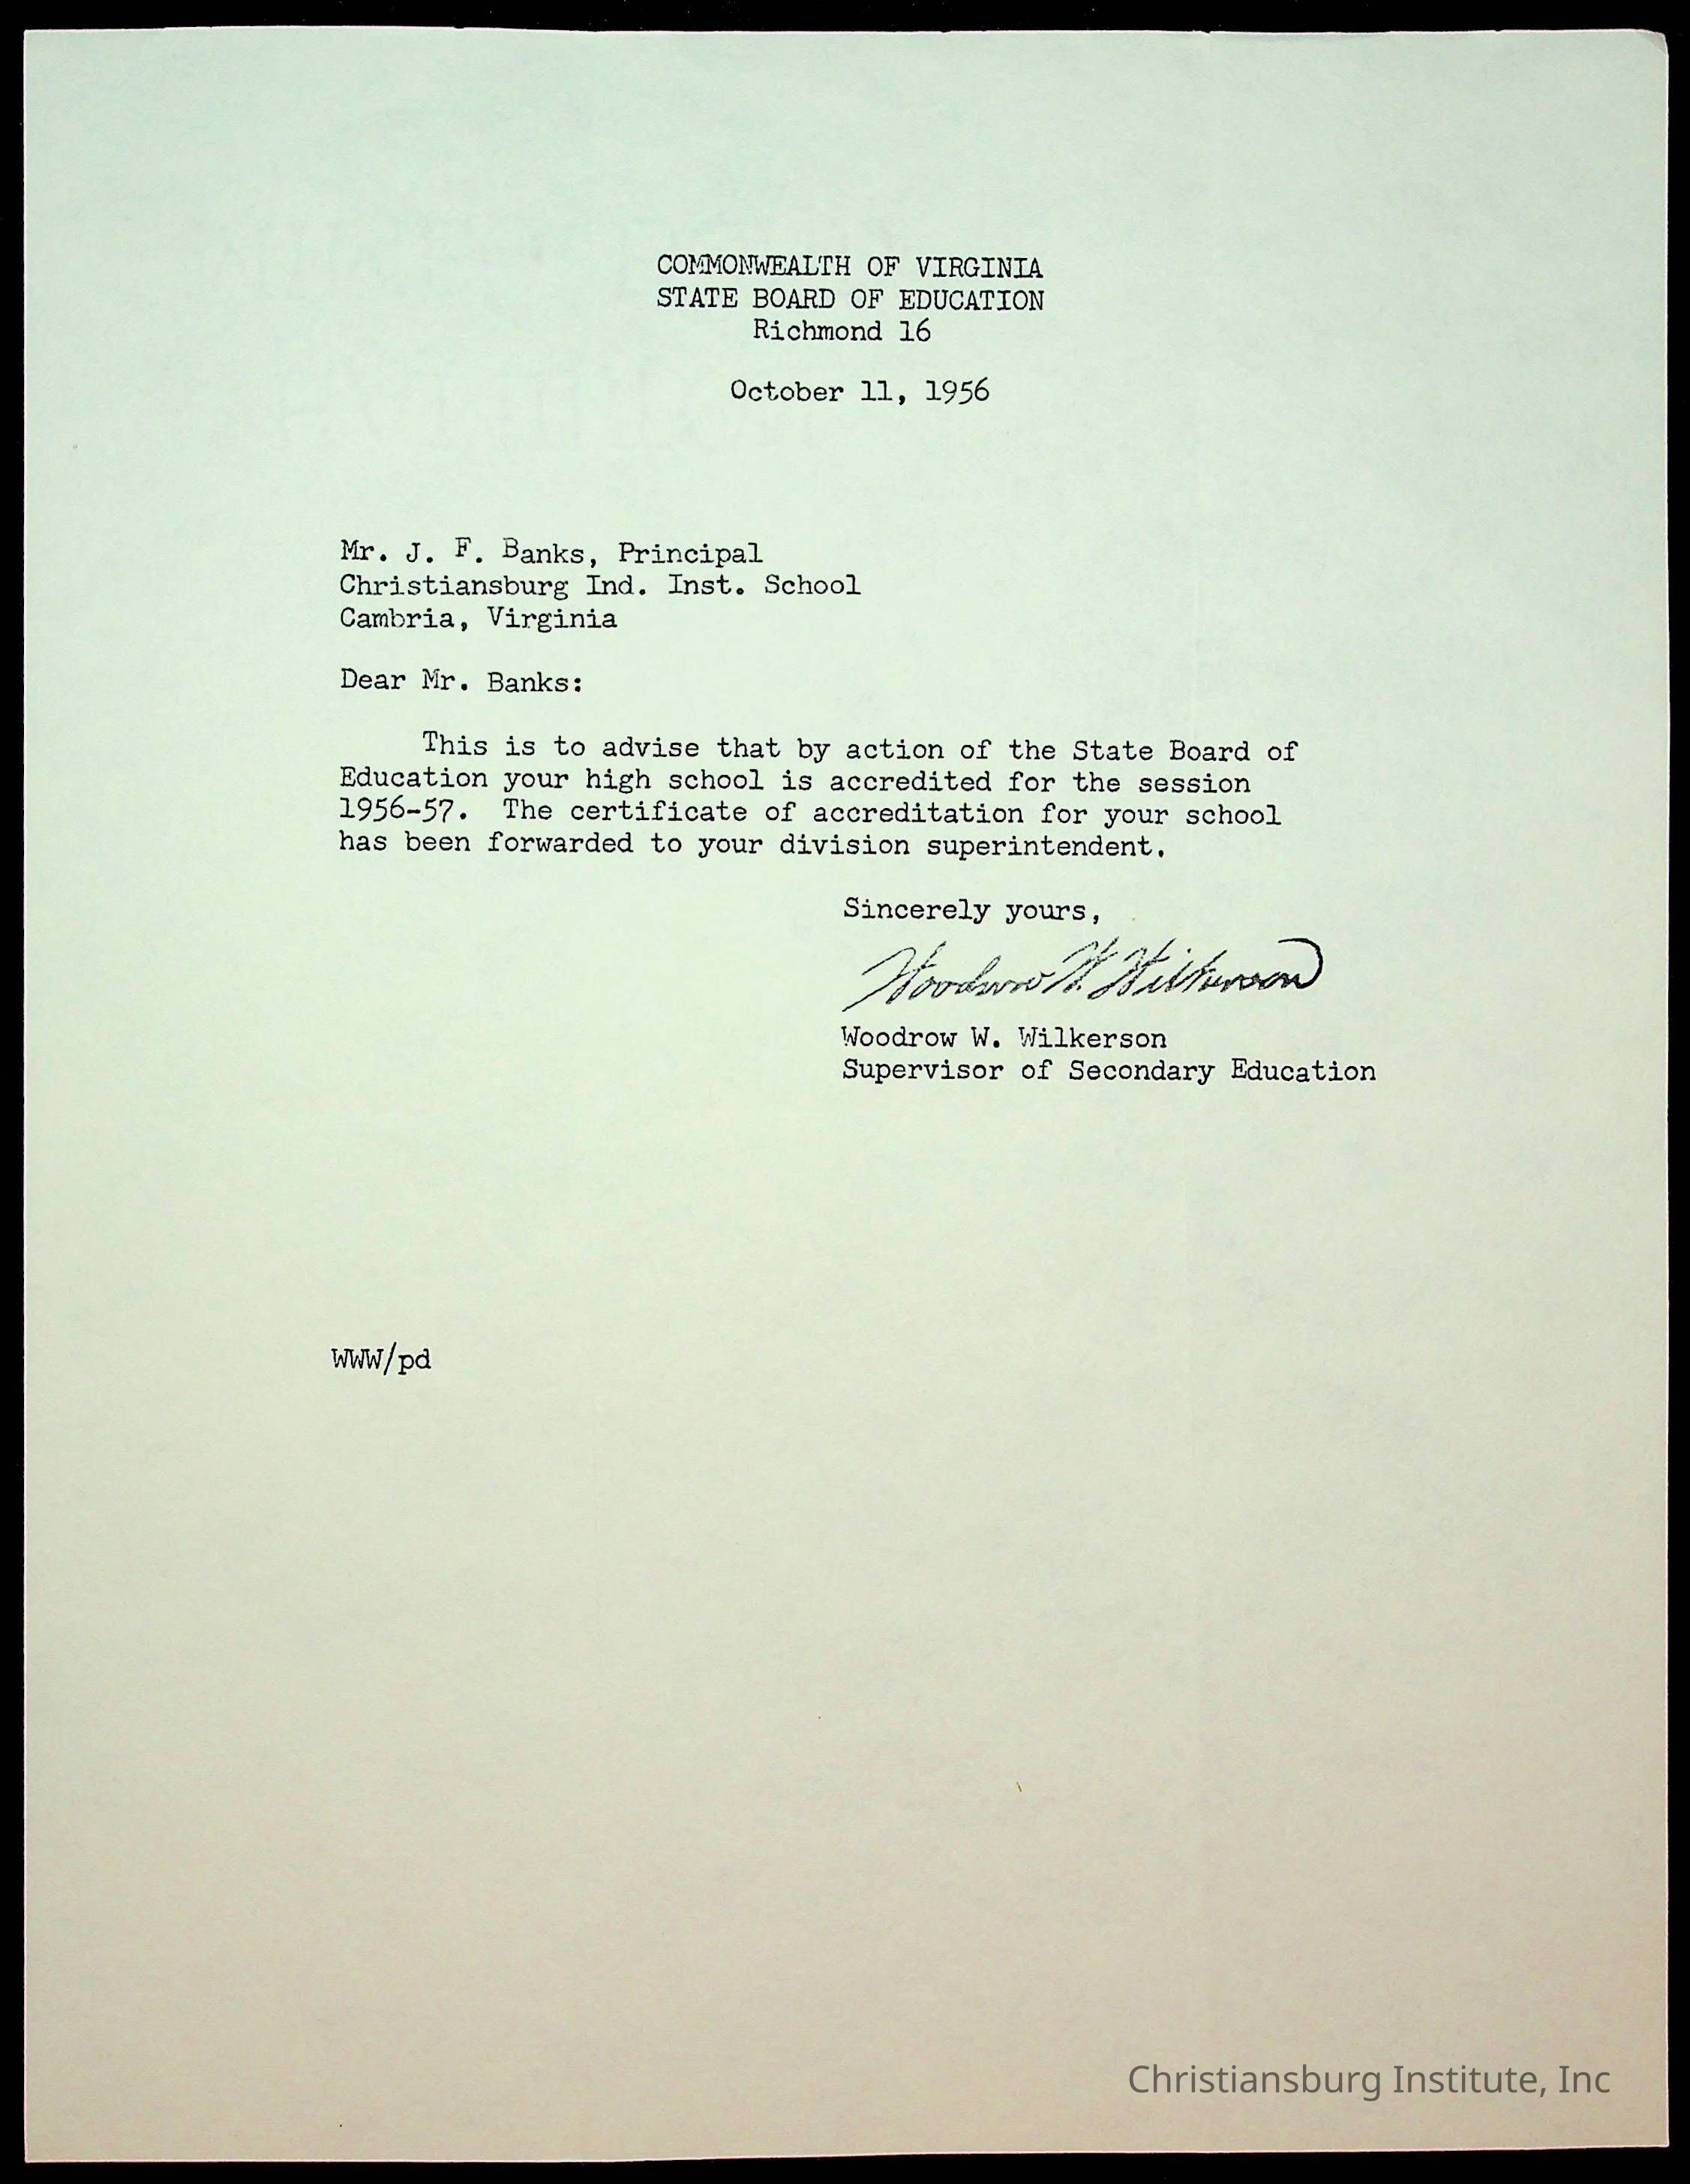 COMMONWEALTH OF VIRGINIA
STATE BOARD OF EDUCATION
Richmond 16
October 11, 1956
Mr. J. F. Banks, Principal
Christiansburg Ind. Inst. School
Cambria, Virginia
Dear Mr. Banks:
This is to advise that by action of the State Board of
Education your high school is accredited for the session
1956-57. The certificate of accreditation for your school
has been forwarded to your division superintendent.
Sincerely yours,
Woodrow W. Wilkerson
Woodrow W. Wilkerson
Supervisor of Secondary Education
WWW/pd
Christiansburg Institute, Inc